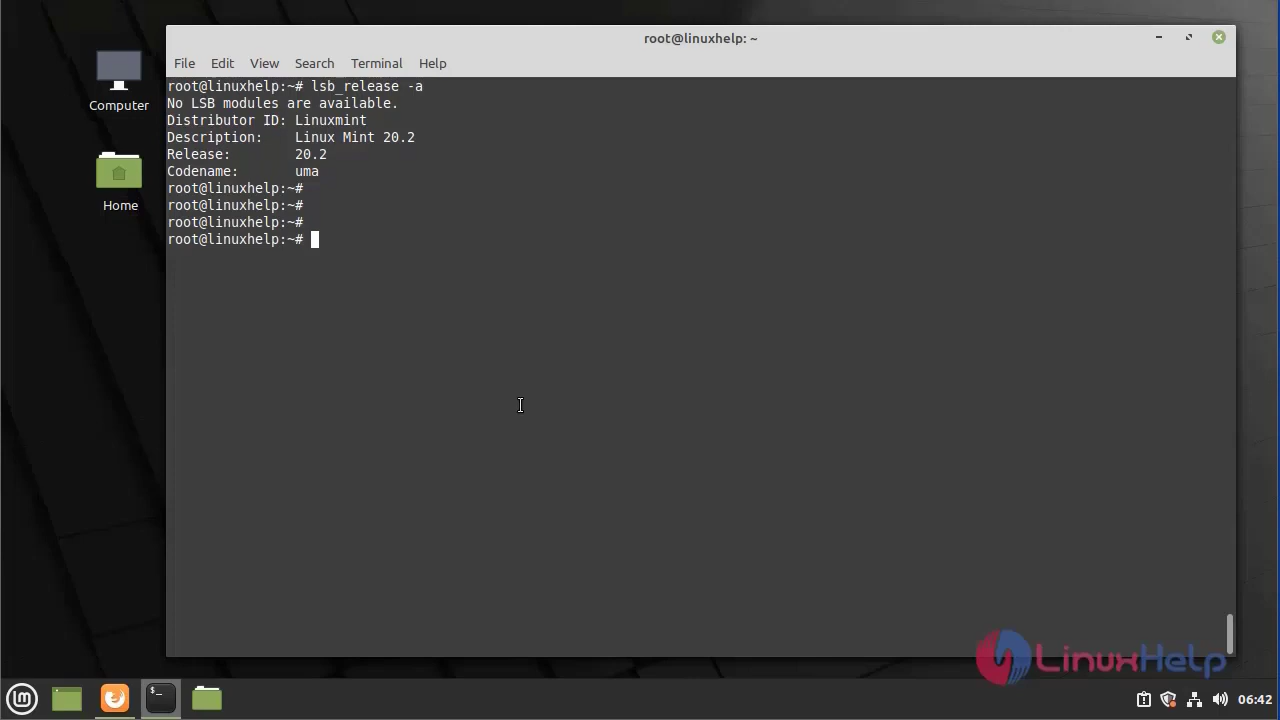 root@linuxhelp: ~
File Edit View Search Terminal Help
root@linuxhelp:~# lsb_release -a
No LSB modules are available.
Distributor ID: Linuxmint
Description:    Linux Mint 20.2
Release:        20.2
Codename:       uma
root@linuxhelp:~#
root@linuxhelp:~#
root@linuxhelp:~#
root@linuxhelp:~#
Computer
Home
LinuxHelp
$_
06:42